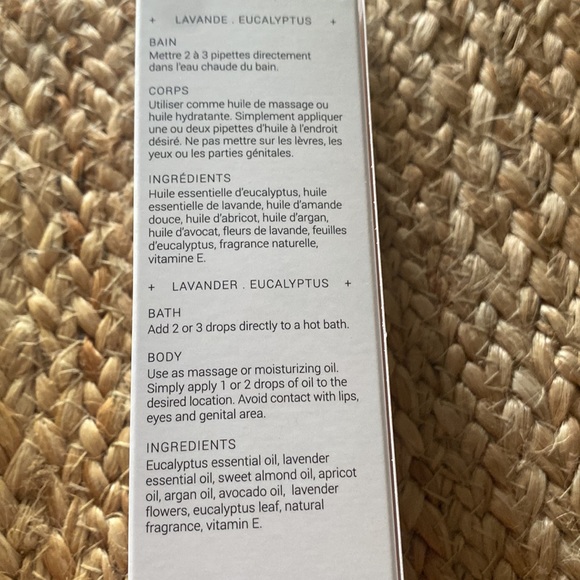 + LAVANDE . EUCALYPTUS +
BAIN
Mettre 2 à 3 pipettes directement
dans l'eau chaude du bain.
CORPS
Utiliser comme huile de massage ou
huile hydratante. Simplement appliquer
une ou deux pipettes d'huile à l'endroit
désiré. Ne pas mettre sur les lèvres, les
yeux ou les parties génitales.
INGRÉDIENTS
Huile essentielle d'eucalyptus, huile
essentielle de lavande, huile d'amande
douce, huile d'abricot, huile d'argan,
huile d'avocat, fleurs de lavande, feuilles
d'eucalyptus, fragrance naturelle,
vitamine E.
+ LAVANDER . EUCALYPTUS +
BATH
Add 2 or 3 drops directly to a hot bath.
BODY
Use as massage or moisturizing oil.
Simply apply 1 or 2 drops of oil to the
desired location. Avoid contact with lips,
eyes and genital area.
INGREDIENTS
Eucalyptus essential oil, lavender
essential oil, sweet almond oil, apricot
oil, argan oil, avocado oil, lavender
flowers, eucalyptus leaf, natural
fragrance, vitamin E.